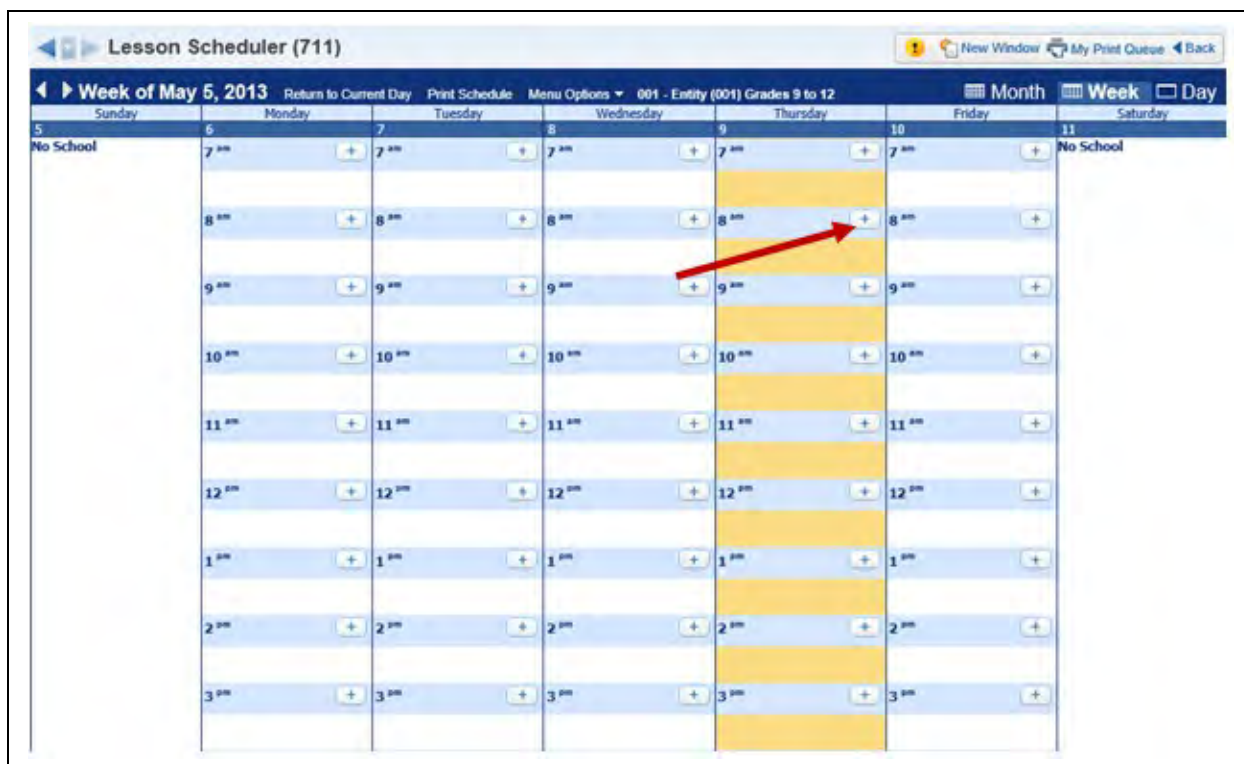 Lesson Scheduler (711) New Window My Print Queue Back
Week of May 5, 2013 Return to Current Day Print Schedule Menu Options 001 - Entity (001) Grades 9 to 12 Month Week Day
Sunday Monday Tuesday Wednesday Thursday Friday Saturday
5 6 7 8 9 10 11
No School 7 am + 7 am + 7 am + 7 am + 7 am + No School
8 am + 8 am + 8 am + 8 am + 8 am +
9 am + 9 am + 9 am + 9 am + 9 am +
10 am + 10 am + 10 am + 10 am + 10 am +
11 am + 11 am + 11 am + 11 am + 11 am +
12 pm + 12 pm + 12 pm + 12 pm + 12 pm +
1 pm + 1 pm + 1 pm + 1 pm + 1 pm +
2 pm + 2 pm + 2 pm + 2 pm + 2 pm +
3 pm + 3 pm + 3 pm + 3 pm + 3 pm +